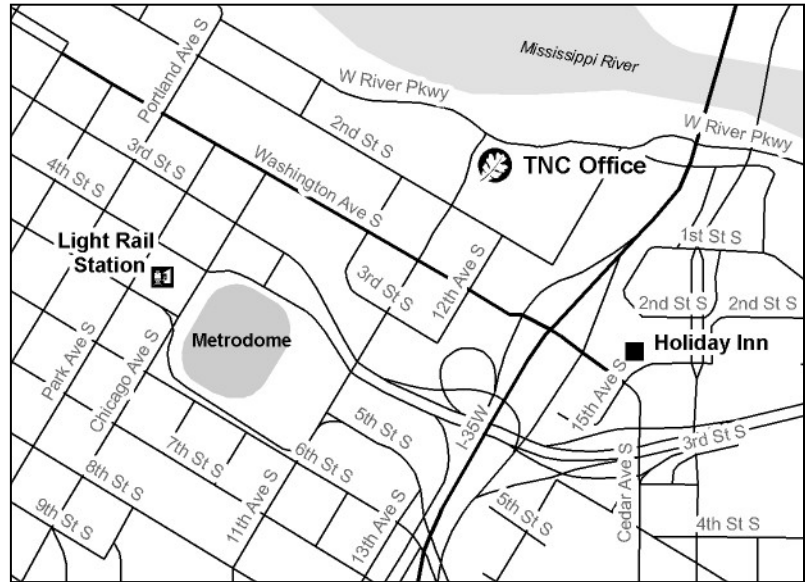 Mississippi River
Portland Ave S
W River Pkwy
W River Pkwy
2nd St S
TNC Office
3rd St S
4th St S
Washington Ave S
1st St S
Light Rail
Station
3rd St S
12th Ave S
2nd St S
2nd St S
Metrodome
Holiday Inn
Park Ave S
Chicago Ave S
15th Ave S
I-35W
5th St S
3rd St S
7th St S
6th St S
8th St S
11th Ave S
13th Ave S
Cedar Ave S
5th St S
9th St S
4th St S